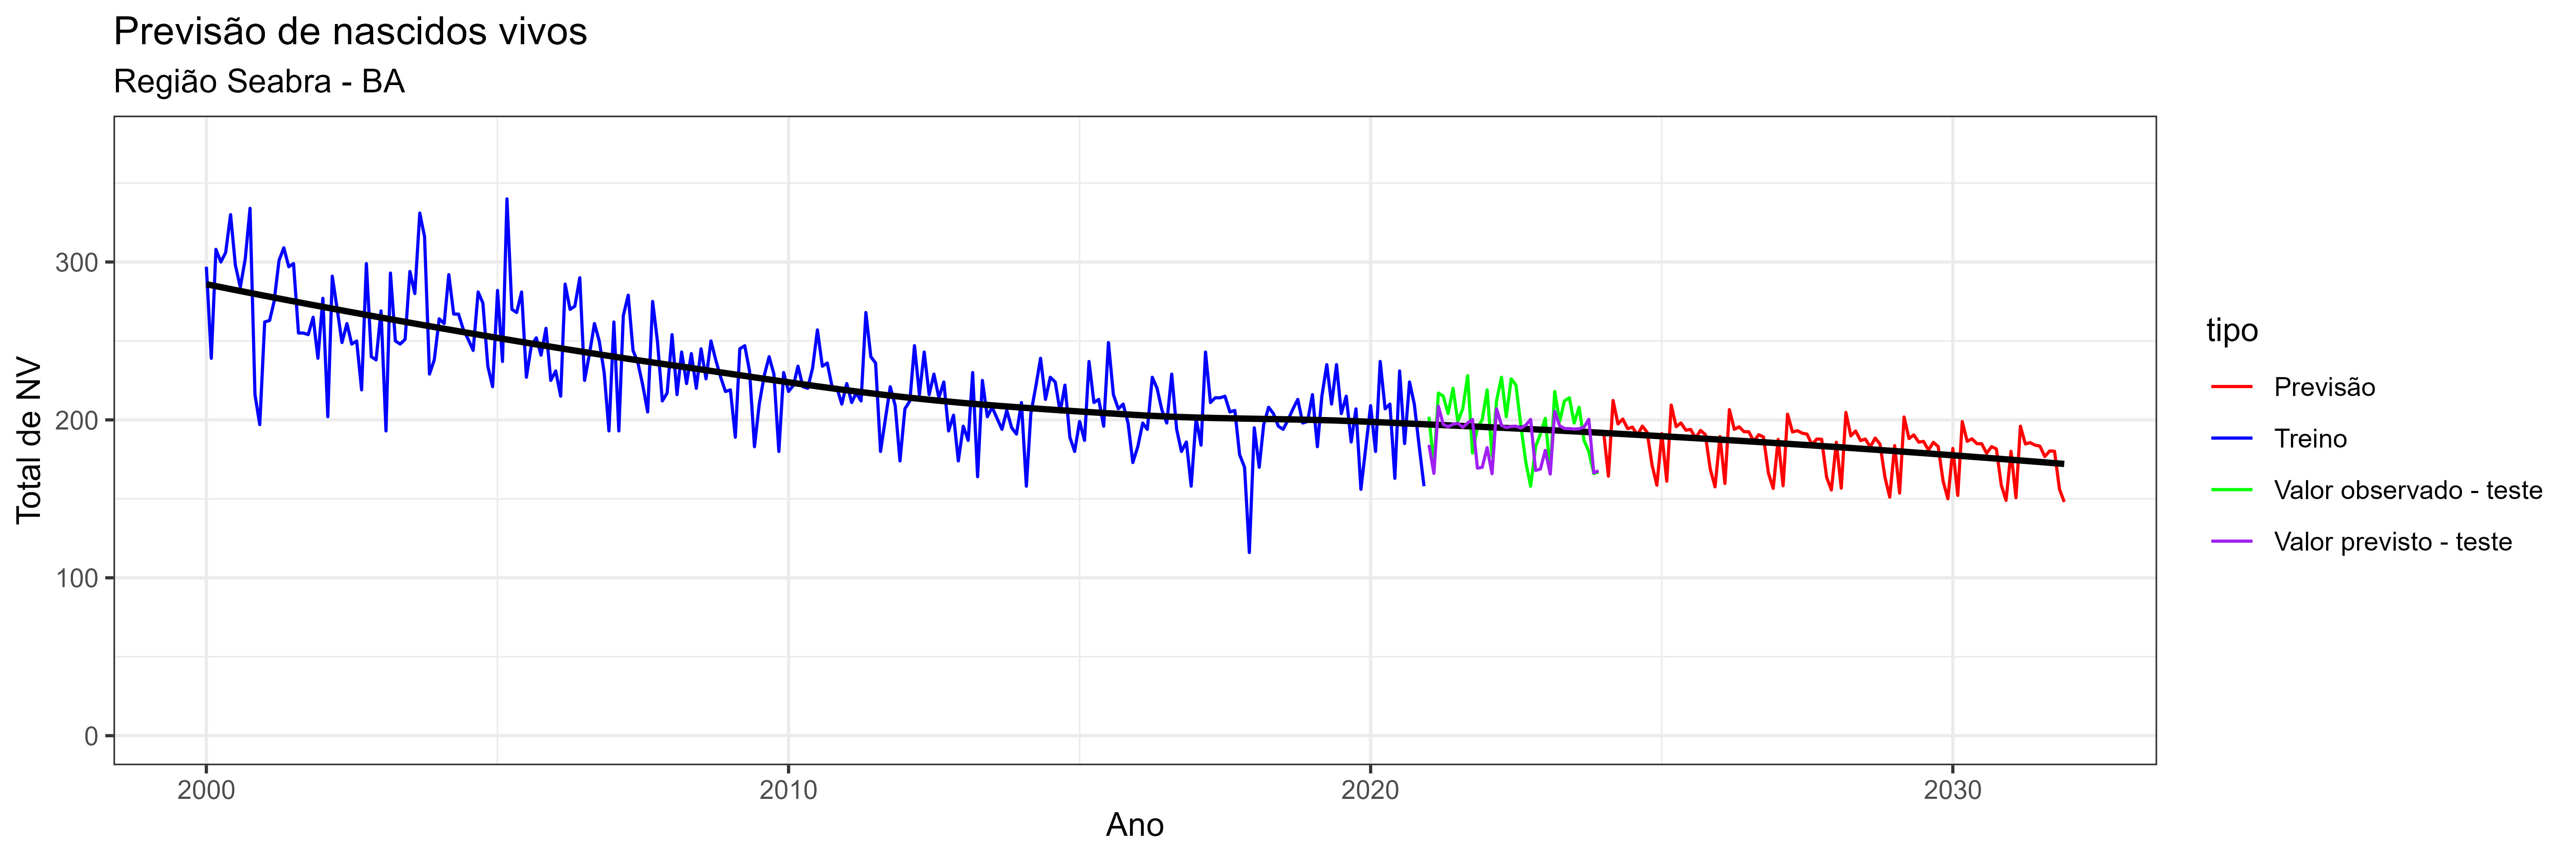 Previsão de nascidos vivos
Região Seabra - BA
Total de NV
300
200
100
0
2000
2010
2020
2030
Ano
tipo
Previsão
Treino
Valor observado - teste
Valor previsto - teste